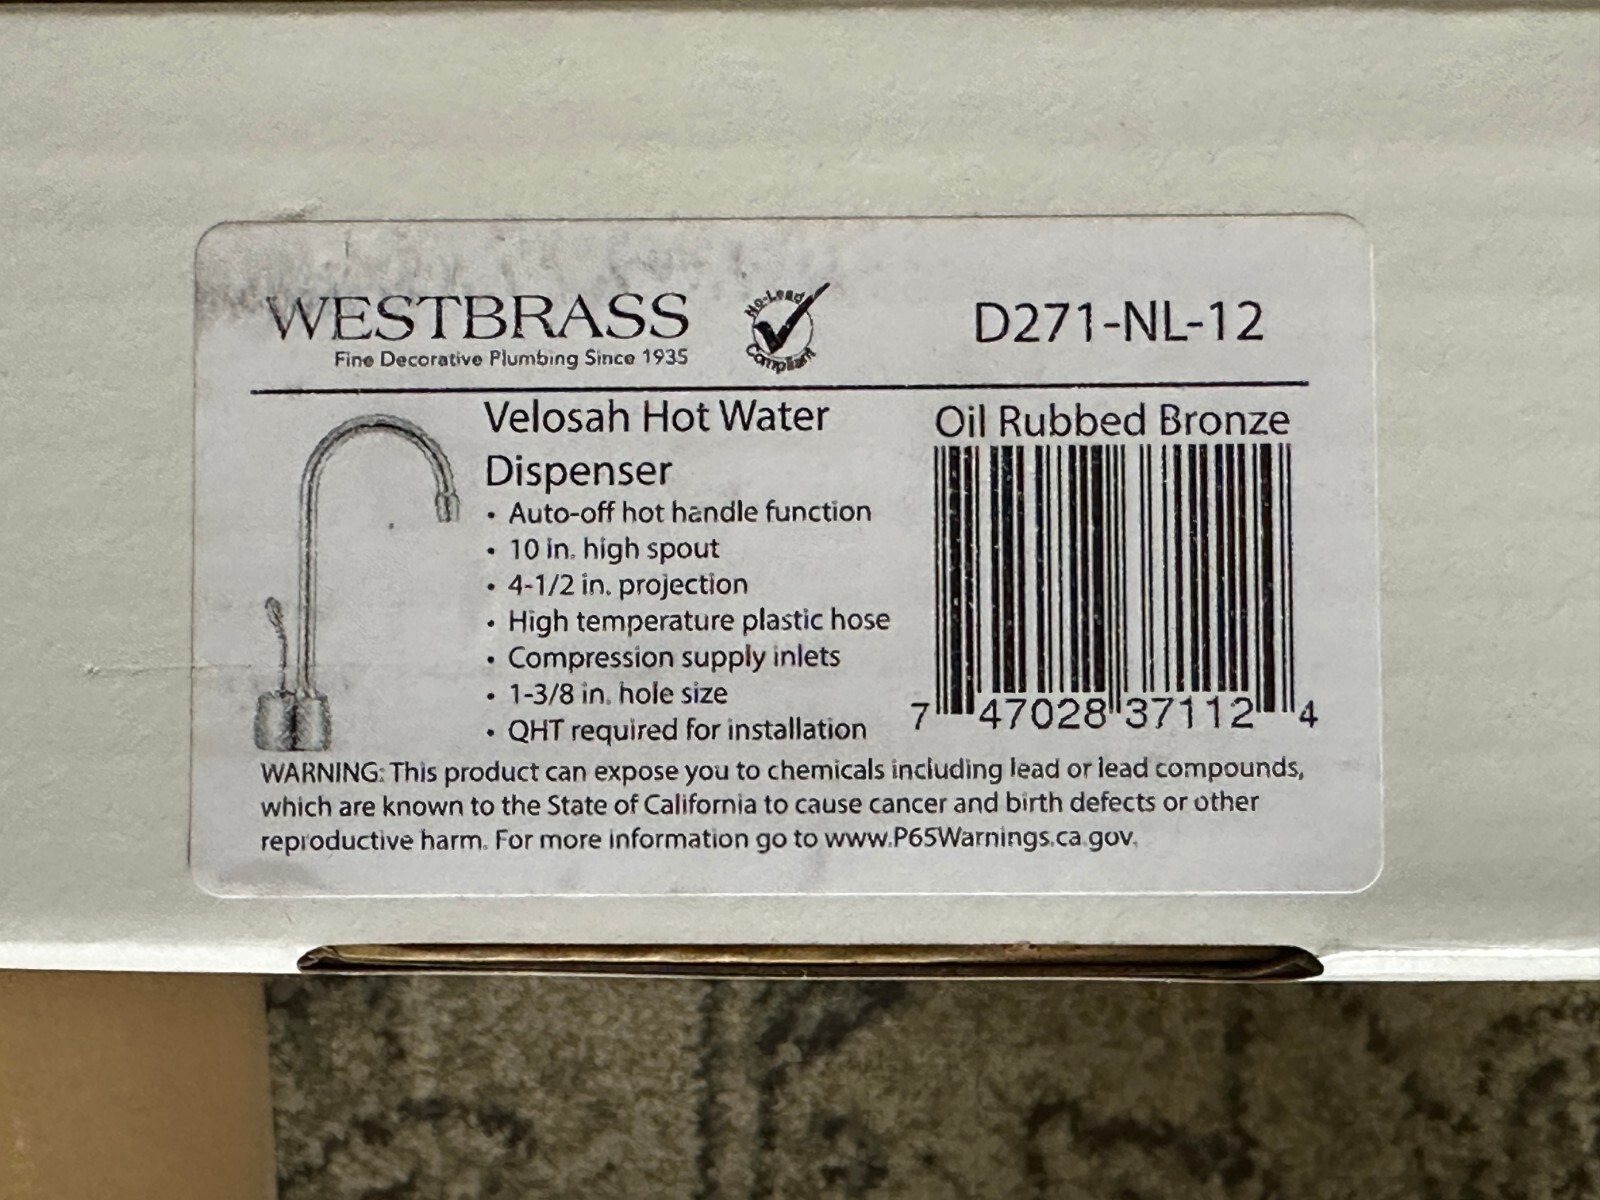 WESTBRASS
Fine Decorative Plumbing Since 1935
No-Lead
Compliant
D271-NL-12
Velosah Hot Water
Dispenser
• Auto-off hot handle function
• 10 in. high spout
• 4-1/2 in. projection
• High temperature plastic hose
• Compression supply inlets
• 1-3/8 in. hole size
• QHT required for installation
Oil Rubbed Bronze
7 47028 37112 4
WARNING: This product can expose you to chemicals including lead or lead compounds,
which are known to the State of California to cause cancer and birth defects or other
reproductive harm. For more information go to www.P65Warnings.ca.gov.